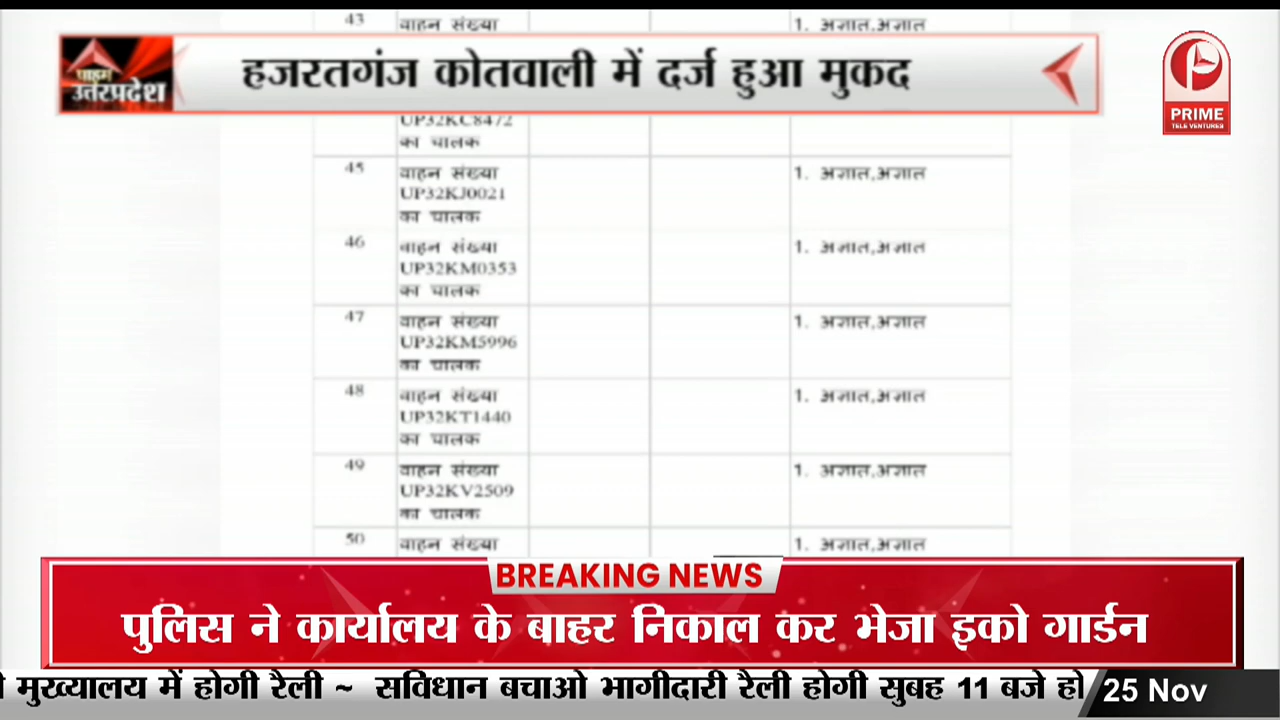 43
वाहन संख्या
1. अज्ञात,अज्ञात
प्राइम
उत्तरप्रदेश
हजरतगंज कोतवाली में दर्ज हुआ मुकद
PRIME
TELE VENTURES
UP32KC8472
का चालक
45
वाहन संख्या
1. अज्ञात,अज्ञात
UP32KJ0021
का चालक
46
वाहन संख्या
1. अज्ञात,अज्ञात
UP32KM0353
का चालक
47
वाहन संख्या
1. अज्ञात,अज्ञात
UP32KM5996
का चालक
48
वाहन संख्या
1. अज्ञात,अज्ञात
UP32KT1440
का चालक
49
वाहन संख्या
1. अज्ञात,अज्ञात
UP32KV2509
का चालक
50
वाहन संख्या
1. अज्ञात,अज्ञात
BREAKING NEWS
पुलिस ने कार्यालय के बाहर निकाल कर भेजा इको गार्डन
मुख्यालय में होगी रैली ~ सविधान बचाओ भागीदारी रैली होगी सुबह 11 बजे हो
25 Nov